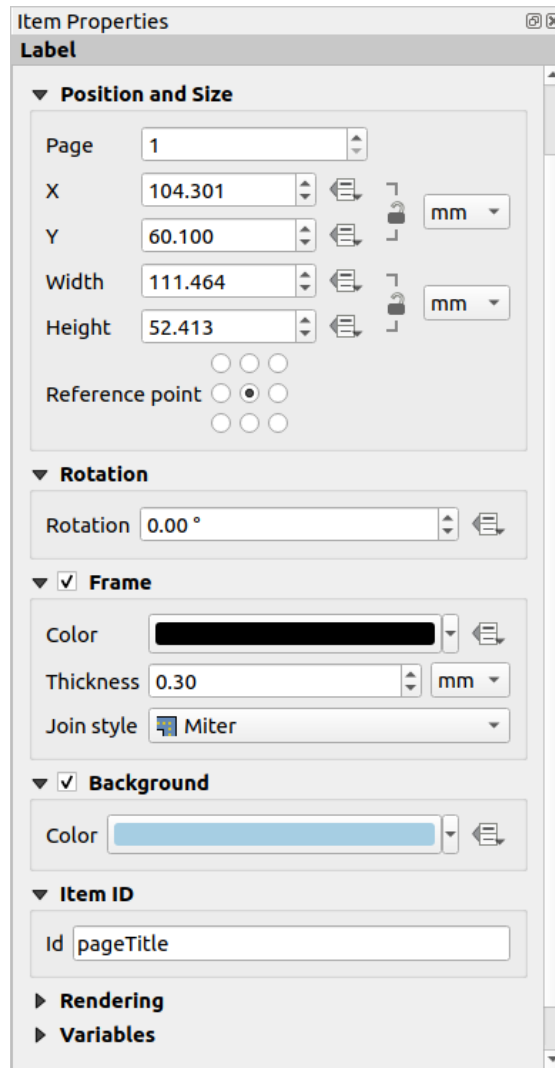 Item Properties
Label
Position and Size
Page 1
X 104.301
mm
Y 60.100
Width 111.464
mm
Height 52.413
Reference point
Rotation
Rotation 0.00 °
Frame
Color
Thickness 0.30 mm
Join style Miter
Background
Color
Item ID
Id pageTitle
Rendering
Variables